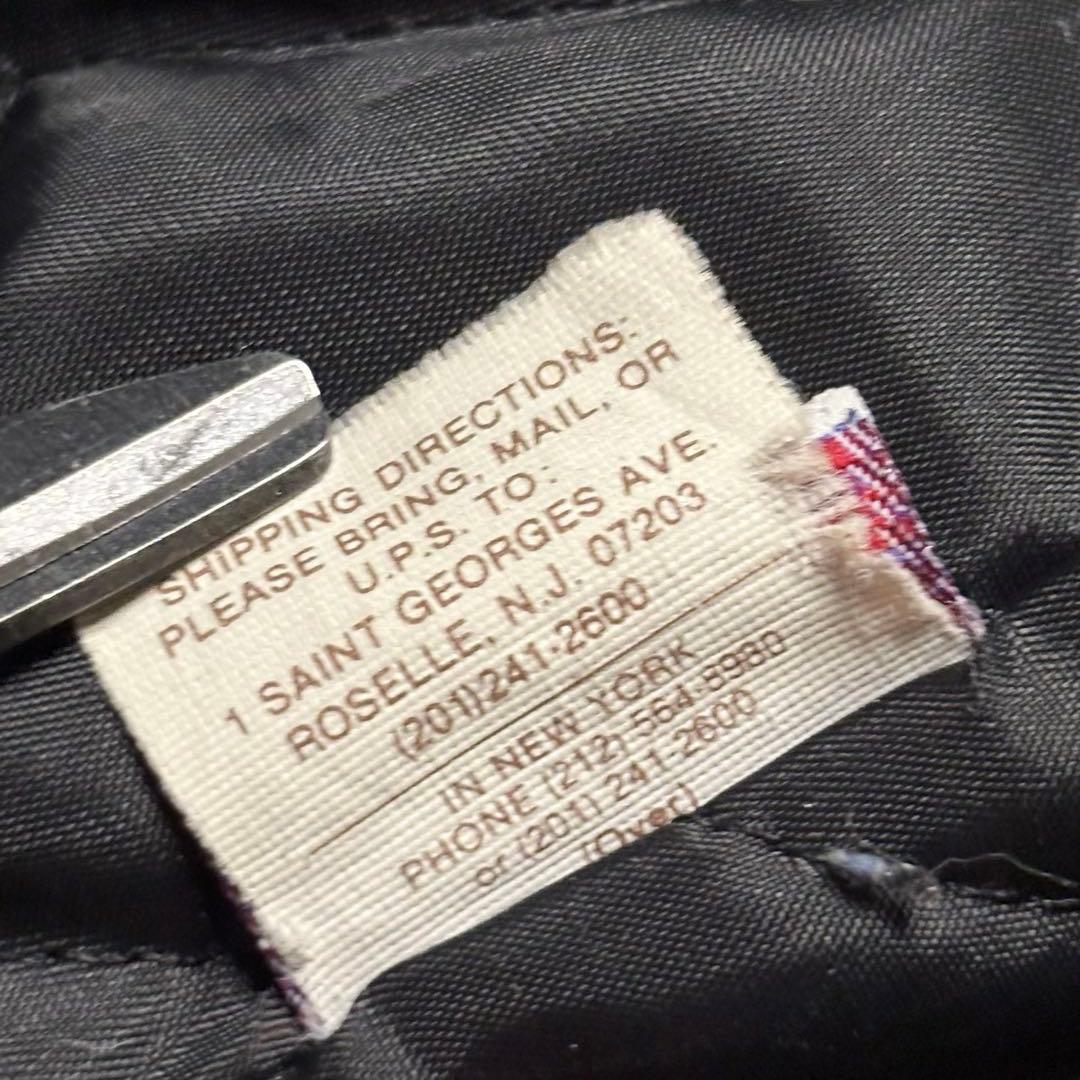 SHIPPING DIRECTIONS:
PLEASE BRING, MAIL, OR
U.P.S. TO:
1 SAINT GEORGES AVE.
ROSELLE, N.J. 07203
(201)241-2600
IN NEW YORK
PHONE (212) 564-8980
or (201) 241-2600
(Over)